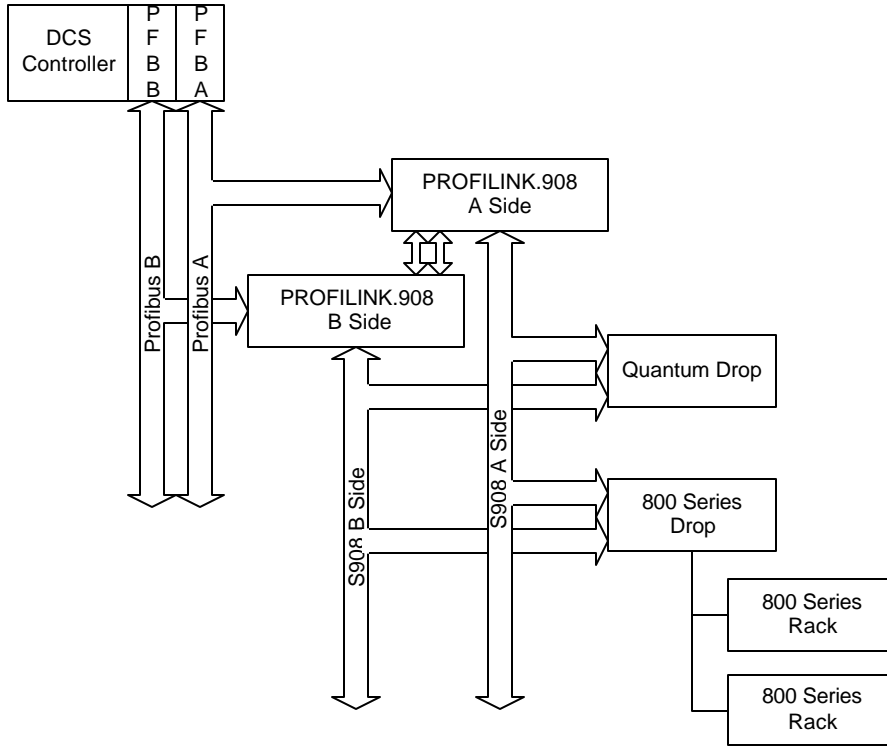 DCS
Controller
P
F
B
B
P
F
B
A
PROFILINK.908
A Side
Profibus B
Profibus A
PROFILINK.908
B Side
Quantum Drop
S908 B Side
S908 A Side
800 Series
Drop
800 Series
Rack
800 Series
Rack